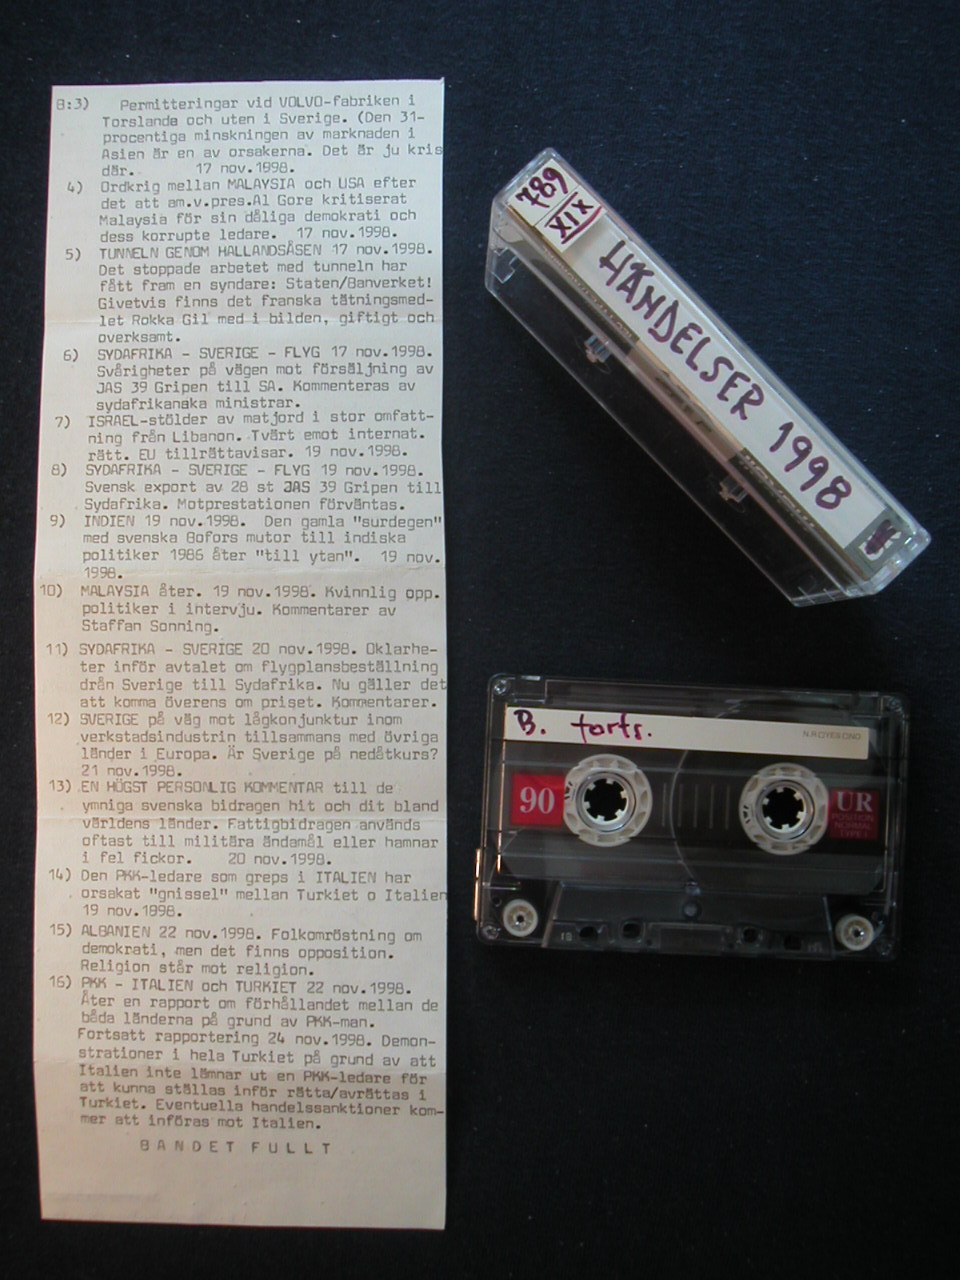 B:3) Permitteringar vid VOLVO-fabriken i
Torslanda och uten i Sverige. (Den 31-
procentiga minskningen av marknaden i
Asien är en av orsakerna. Det är ju kris
där. 17 nov.1998.
4) Ordkrig mellan MALAYSIA och USA efter
det att am.v.pres.Al Gore kritiserat
Malaysia för sin dåliga demokrati och
dess korrupte ledare. 17 nov.1998.
5) TUNNELN GENOM HALLANDSÅSEN 17 nov.1998.
Det stoppade arbetet med tunneln har
fått fram en syndare: Staten/Banverket!
Givetvis finns det franska tätningsmed-
let Rokka Gil med i bilden, giftigt och
overksamt.
6) SYDAFRIKA - SVERIGE - FLYG 17 nov.1998.
Svårigheter på vägen mot försäljning av
JAS 39 Gripen till SA. Kommenteras av
sydafrikanska ministrar.
7) ISRAEL-stölder av matjord i stor omfatt-
ning från Libanon. Tvärt emot internat.
rätt. EU tillrättavisar. 19 nov.1998.
8) SYDAFRIKA - SVERIGE - FLYG 19 nov.1998.
Svensk export av 28 st JAS 39 Gripen till
Sydafrika. Motprestationen förväntas.
9) INDIEN 19 nov.1998. Den gamla "surdegen"
med svenska Bofors mutor till indiska
politiker 1986 åter "till ytan". 19 nov.
1998.
10) MALAYSIA åter. 19 nov.1998. Kvinnlig opp.
politiker i intervju. Kommentarer av
Staffan Sonning.
11) SYDAFRIKA - SVERIGE 20 nov.1998. Oklarhe-
ter inför avtalet om flygplansbeställning
drån Sverige till Sydafrika. Nu gäller det
att komma överens om priset. Kommentarer.
12) SVERIGE på väg mot lågkonjunktur inom
verkstadsindustrin tillsammans med övriga
länder i Europa. Är Sverige på nedåtkurs?
21 nov.1998.
13) EN HÖGST PERSONLIG KOMMENTAR till de
ymniga svenska bidragen hit och dit bland
världens länder. Fattigbidragen används
oftast till militära ändamål eller hamnar
i fel fickor. 20 nov.1998.
14) Den PKK-ledare som greps i ITALIEN har
orsakat "gnissel" mellan Turkiet o Italien
19 nov.1998.
15) ALBANIEN 22 nov.1998. Folkomröstning om
demokrati, men det finns opposition.
Religion står mot religion.
16) PKK - ITALIEN och TURKIET 22 nov.1998.
Åter en rapport om förhållandet mellan de
båda länderna på grund av PKK-man.
Fortsatt rapportering 24 nov.1998. Demon-
strationer i hela Turkiet på grund av att
Italien inte lämnar ut en PKK-ledare för
att kunna ställas inför rätta/avrättas i
Turkiet. Eventuella handelssanktioner kom-
mer att införas mot Italien.
BANDET FULLT
789
XIX
HÄNDELSER 1998
B. forts.
N.R. OYES ONO
90
UR
POSITION
NORMAL
TYPE I